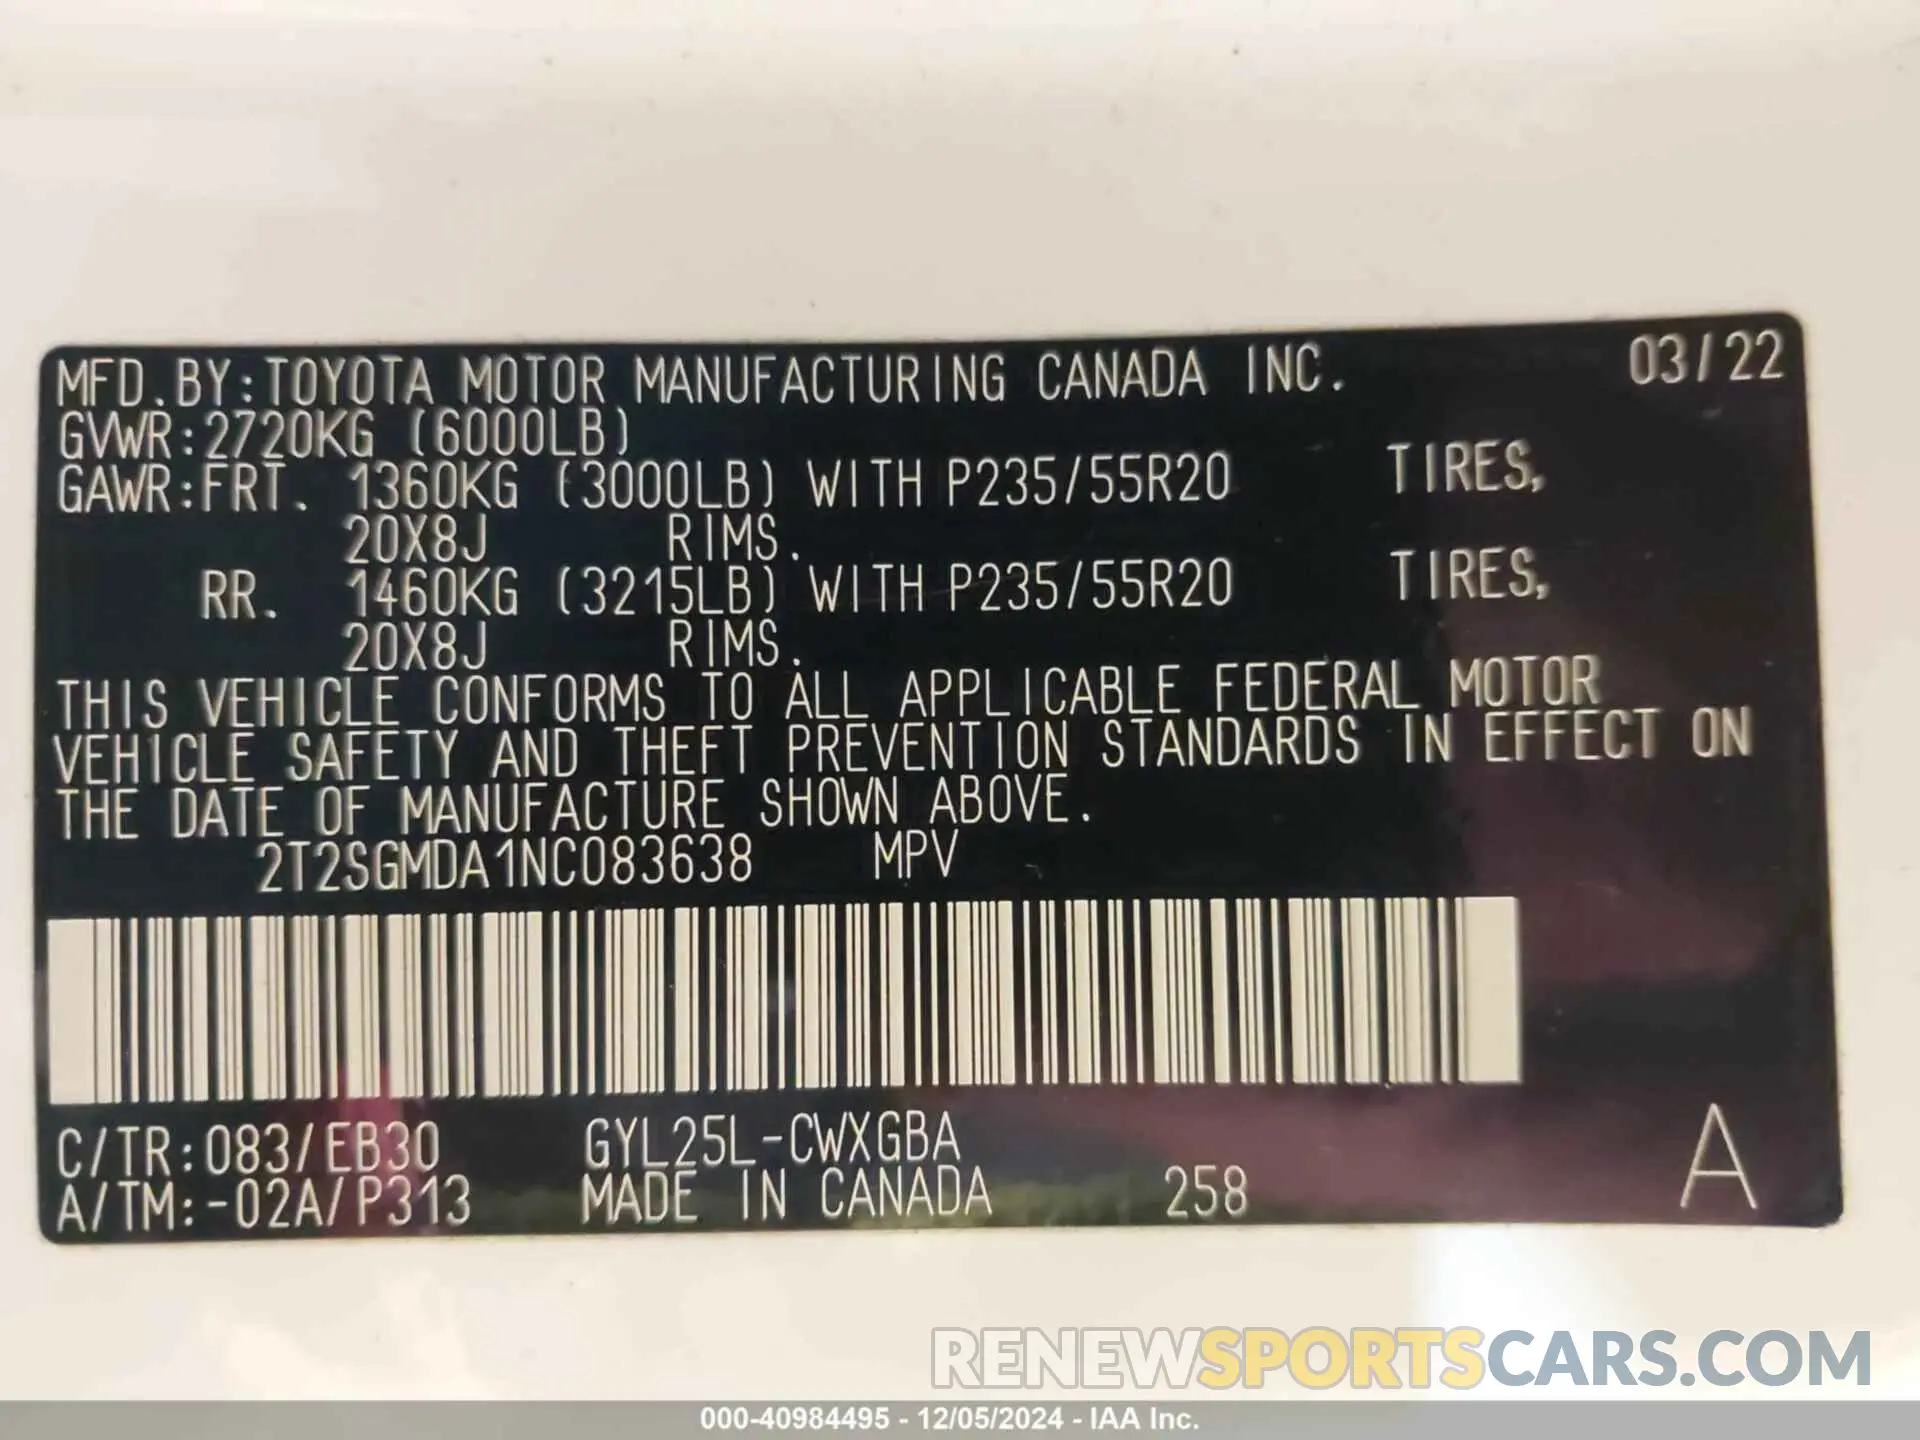 MFD.BY:TOYOTA MOTOR MANUFACTURING CANADA INC. 03/22
GVWR:2720KG (6000LB)
GAWR:FRT. 1360KG (3000LB) WITH P235/55R20 TIRES,
20X8J RIMS.
RR. 1460KG (3215LB) WITH P235/55R20 TIRES,
20X8J RIMS.
THIS VEHICLE CONFORMS TO ALL APPLICABLE FEDERAL MOTOR
VEHICLE SAFETY AND THEFT PREVENTION STANDARDS IN EFFECT ON
THE DATE OF MANUFACTURE SHOWN ABOVE.
2T2SGMDA1NC083638 MPV
C/TR:083/EB30 GYL25L-CWXGBA A
A/TM:-02A/P313 MADE IN CANADA 258
RENEWSPORTSCARS.COM
000-40984495 - 12/05/2024 - IAA Inc.